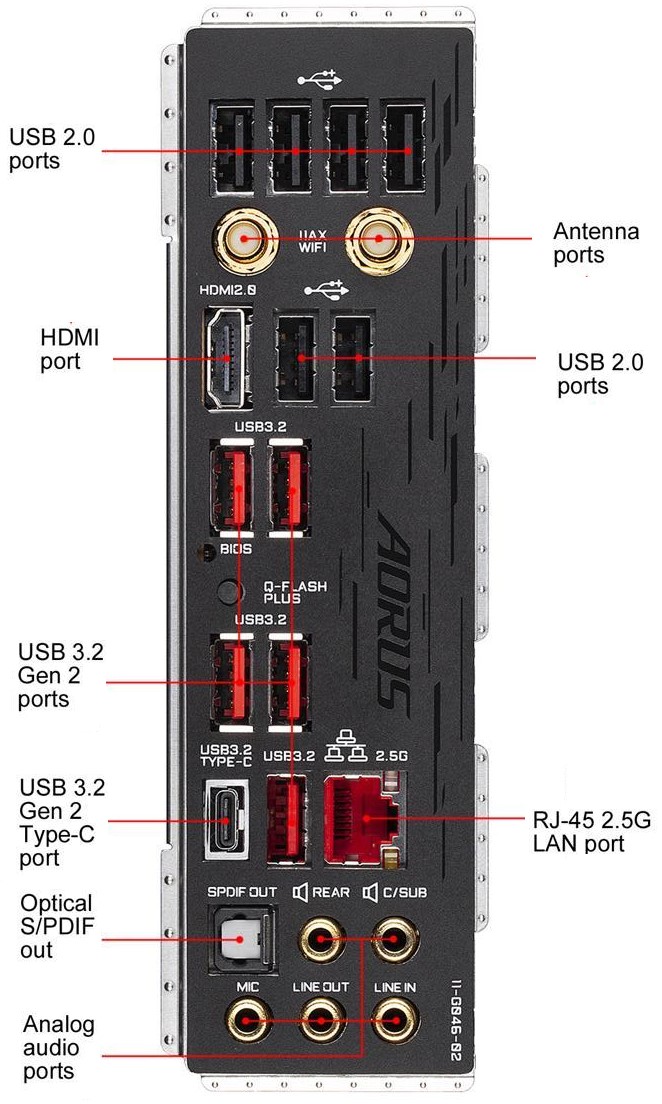 USB 2.0
ports
11AX
WIFI
Antenna
ports
HDMI2.0
HDMI
port
USB 2.0
ports
USB3.2
BIOS
Q-FLASH
PLUS
USB3.2
AORUS
USB 3.2
Gen 2
ports
USB3.2
TYPE-C
USB3.2
2.5G
USB 3.2
Gen 2
Type-C
port
RJ-45 2.5G
LAN port
SPDIF OUT
REAR
C/SUB
Optical
S/PDIF
out
MIC
LINE OUT
LINE IN
11-0046-02
Analog
audio
ports